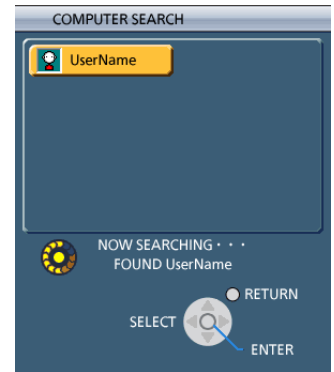 COMPUTER SEARCH
UserName
NOW SEARCHING・・・
FOUND UserName
RETURN
SELECT
ENTER